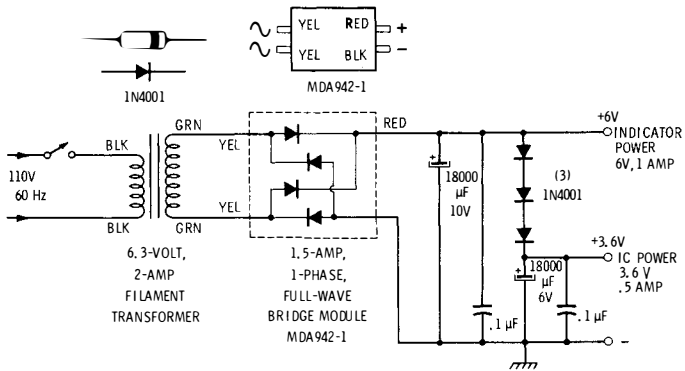 YEL RED +
YEL BLK −
MDA942-1
1N4001
110V
60 Hz
BLK
BLK
GRN
GRN
YEL
YEL
RED
6.3-VOLT,
2-AMP
FILAMENT
TRANSFORMER
1.5-AMP,
1-PHASE,
FULL-WAVE
BRIDGE MODULE
MDA942-1
+
18000
µF
10V
.1 µF
(3)
1N4001
+
18000
µF
6V
.1 µF
+6V
INDICATOR
POWER
6V, 1 AMP
+3.6V
IC POWER
3.6 V
.5 AMP
−